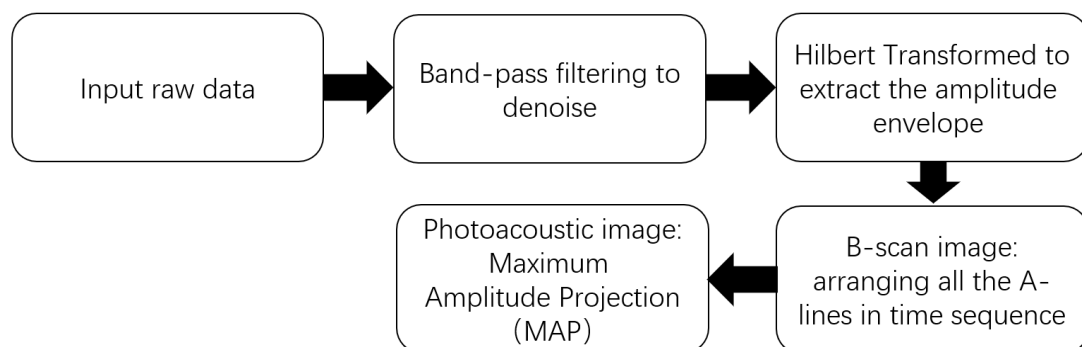 Input raw data
Band-pass filtering to
denoise
Hilbert Transformed to
extract the amplitude
envelope
B-scan image:
arranging all the A-
lines in time sequence
Photoacoustic image:
Maximum
Amplitude Projection
（MAP）